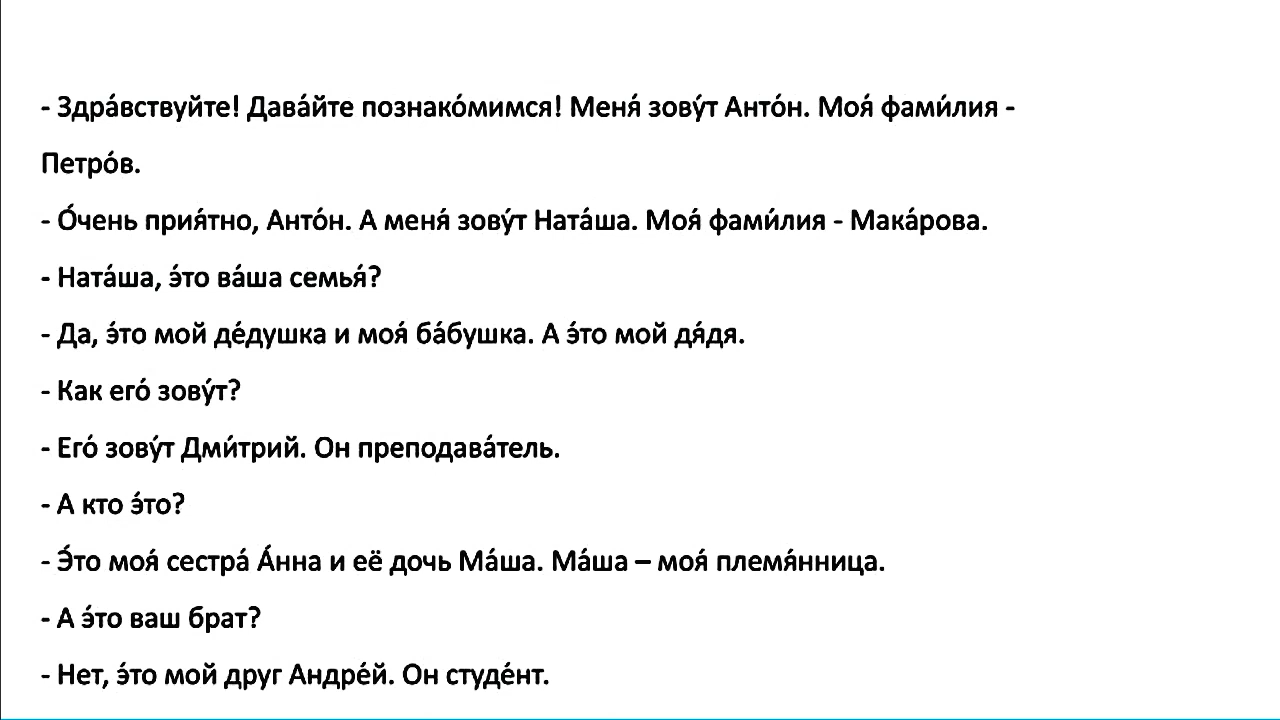 - Здра́вствуйте! Дава́йте познако́мимся! Меня́ зову́т Анто́н. Моя́ фами́лия -
Петро́в.
- О́чень прия́тно, Анто́н. А меня́ зову́т Ната́ша. Моя́ фами́лия - Мака́рова.
- Ната́ша, э́то ва́ша семья́?
- Да, э́то мой де́душка и моя́ ба́бушка. А э́то мой дя́дя.
- Как его́ зову́т?
- Его́ зову́т Дми́трий. Он преподава́тель.
- А кто э́то?
- Э́то моя́ сестра́ А́нна и её дочь Ма́ша. Ма́ша – моя́ племя́нница.
- А э́то ваш брат?
- Нет, э́то мой друг Андре́й. Он студе́нт.